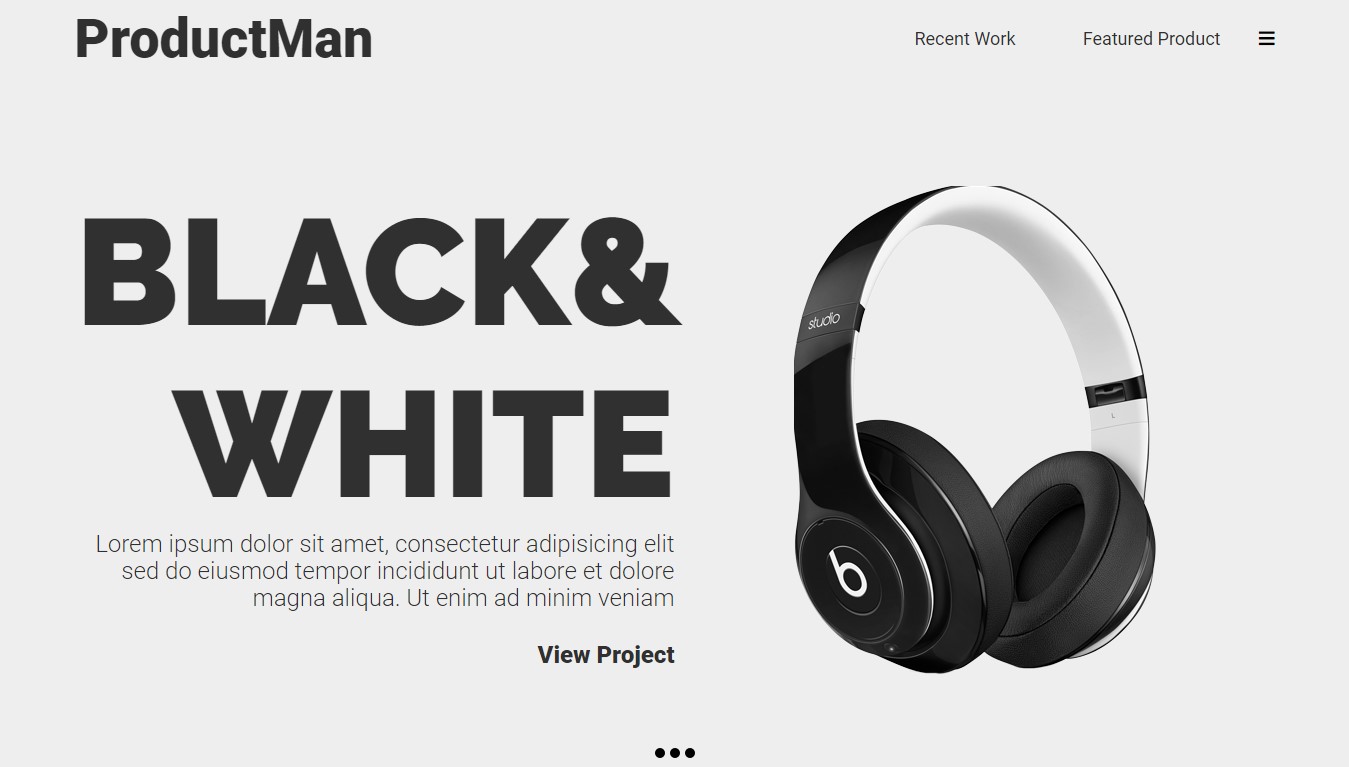 ProductMan
Recent Work
Featured Product
BLACK&
WHITE
Lorem ipsum dolor sit amet, consectetur adipisicing elit
sed do eiusmod tempor incididunt ut labore et dolore
magna aliqua. Ut enim ad minim veniam
View Project
studio
L
b